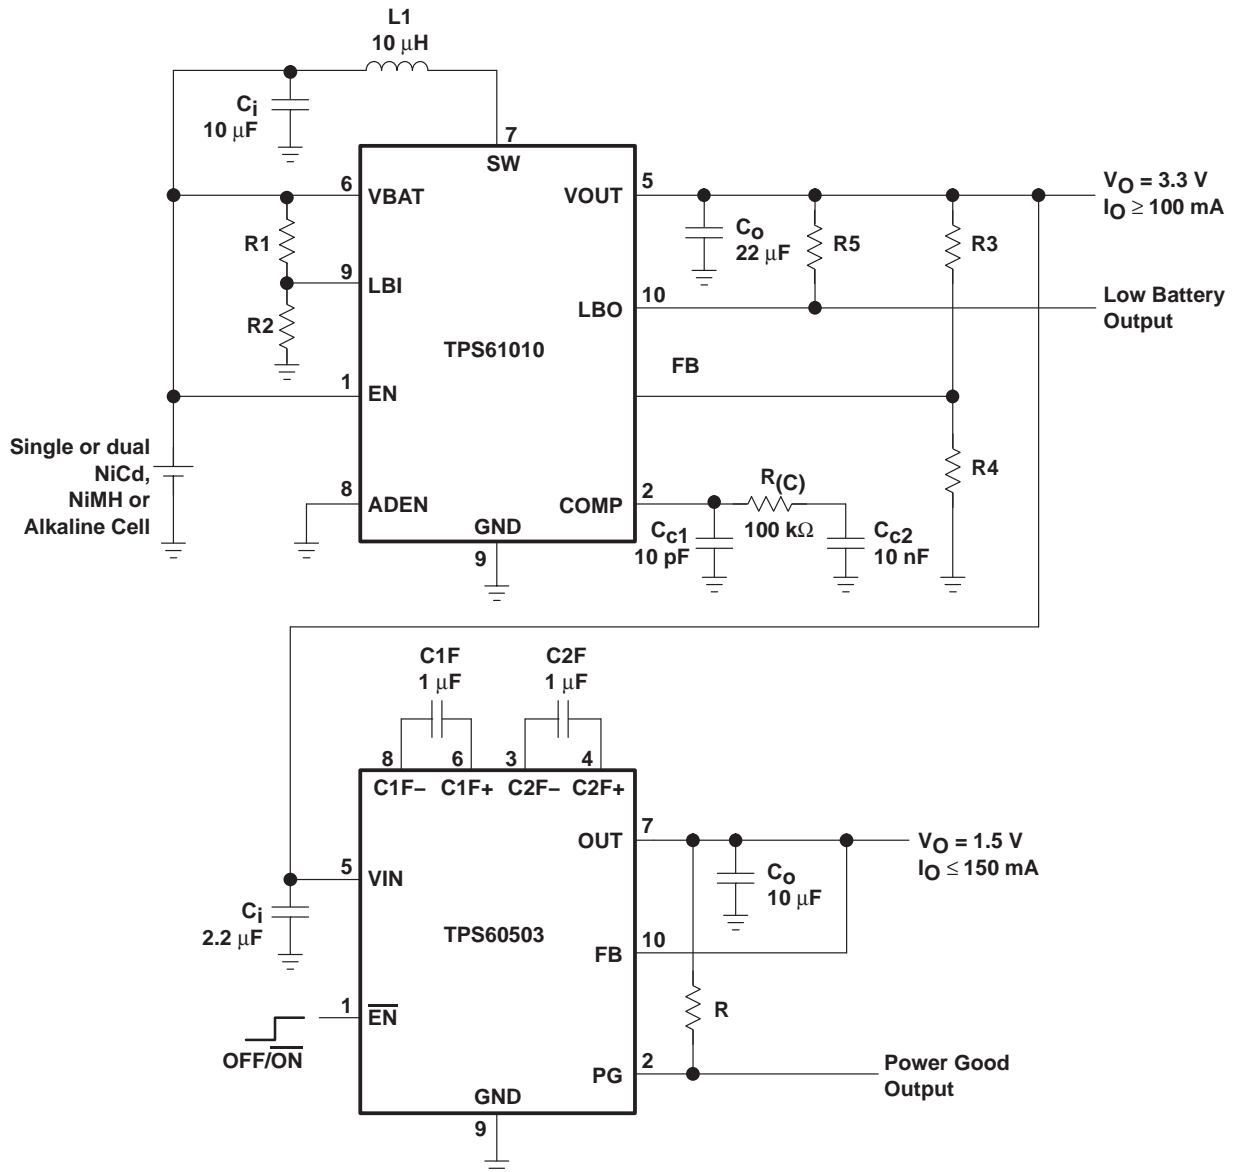 L1
10 μH
Ci
10 μF
7
SW
6
VBAT
VOUT
5
VO = 3.3 V
IO ≥ 100 mA
R1
Co
22 μF
R5
R3
9
LBI
10
LBO
Low Battery
Output
R2
TPS61010
FB
1
EN
Single or dual
NiCd,
NiMH or
Alkaline Cell
R4
8
ADEN
COMP
2
R(C)
100 kΩ
Cc1
10 pF
Cc2
10 nF
GND
9
C1F
1 μF
C2F
1 μF
8
6
3
4
C1F–
C1F+
C2F–
C2F+
OUT
7
VO = 1.5 V
IO ≤ 150 mA
5
VIN
Co
10 μF
Ci
2.2 μF
TPS60503
FB
10
1
EN
OFF/ON
R
PG
2
Power Good
Output
GND
9